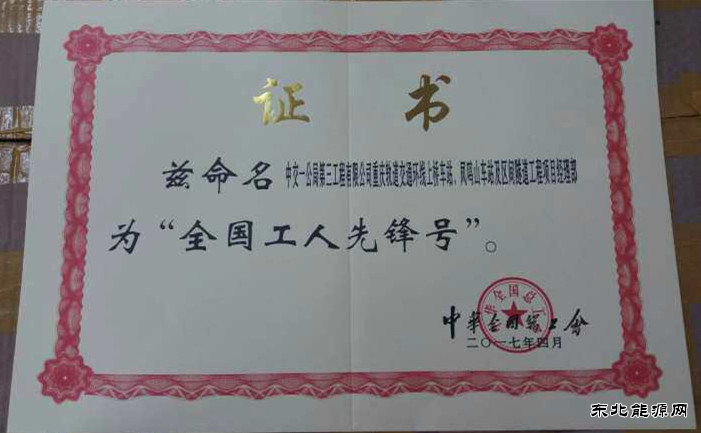 证书
兹命名 中交一公局第三工程有限公司重庆轨道交通环线上桥车站、凤鸣山车站及区间隧道工程项目经理部
为“全国工人先锋号”。
中华全国总工会
二〇一七年四月
东北能源网